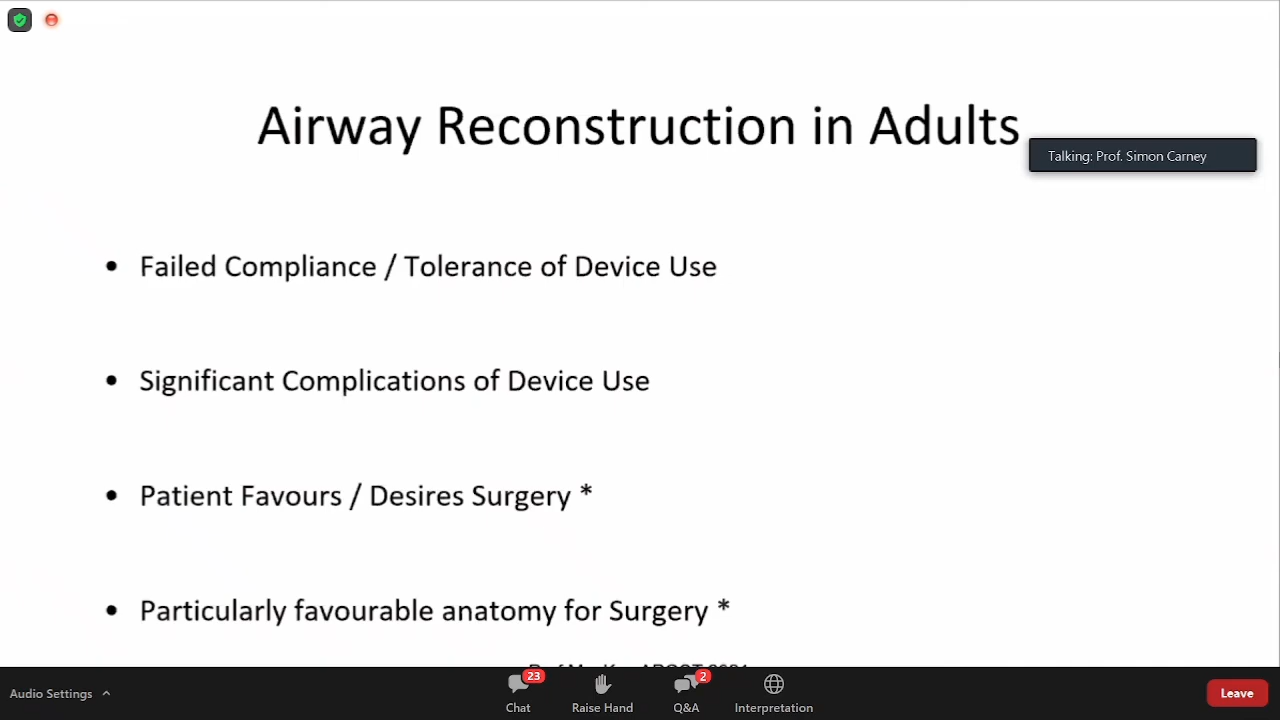 Airway Reconstruction in Adults
Talking: Prof. Simon Carney
• Failed Compliance / Tolerance of Device Use
• Significant Complications of Device Use
• Patient Favours / Desires Surgery *
• Particularly favourable anatomy for Surgery *
Audio Settings
23
Chat
Raise Hand
2
Q&A
Interpretation
Leave